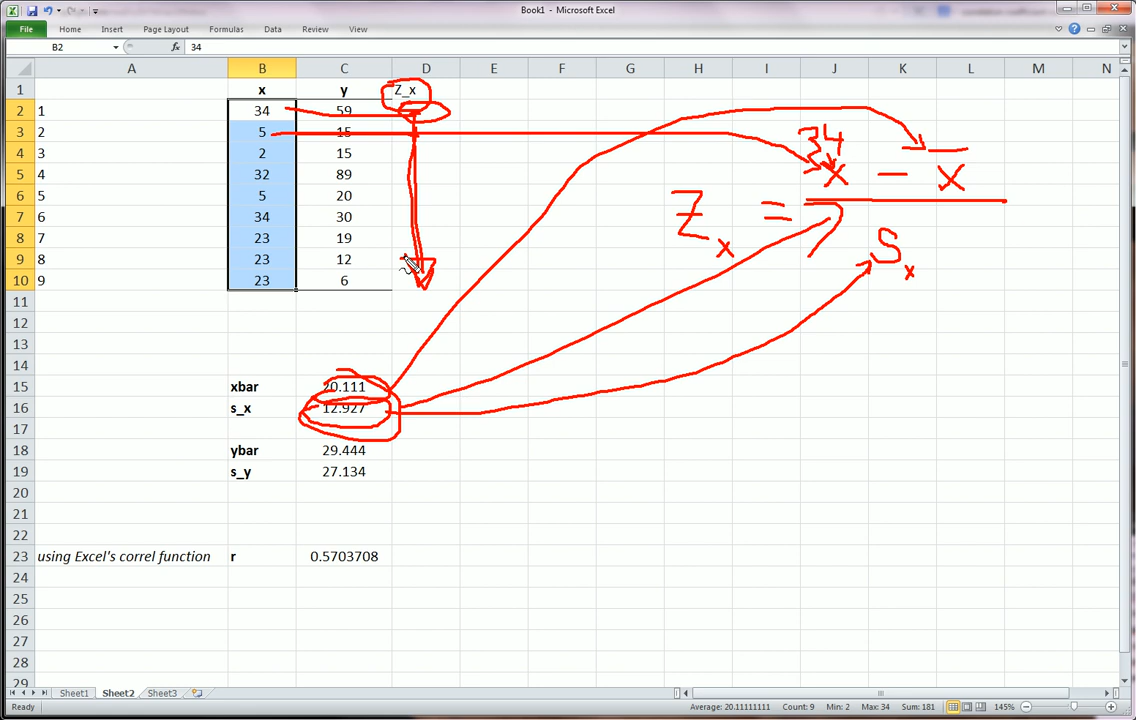 Book1 - Microsoft Excel
File Home Insert Page Layout Formulas Data Review View
B2 fx 34
A B C D E F G H I J K L M N
1 x y Z_x
2 1 34 59
3 2 5 15
4 3 2 15
5 4 32 89
6 5 5 20
7 6 34 30
8 7 23 19
9 8 23 12
10 9 23 6
34
x - x̄
Z x =
S x
11
12
13
14
15 xbar 20.111
16 s_x 12.927
17
18 ybar 29.444
19 s_y 27.134
20
21
22
23 using Excel's correl function r 0.5703708
24
25
26
27
28
29
Sheet1 Sheet2 Sheet3
Ready Average: 20.11111111 Count: 9 Min: 2 Max: 34 Sum: 181 145%